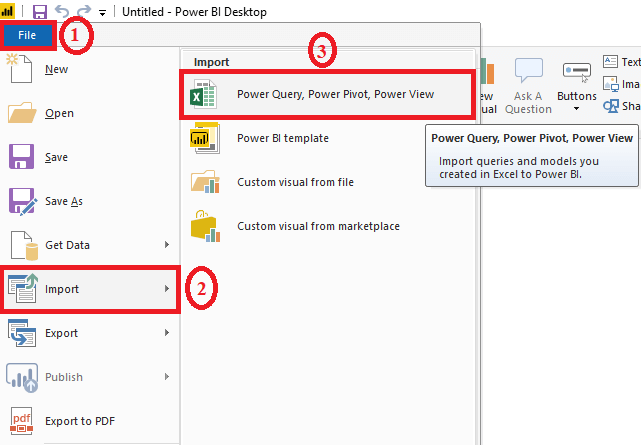 Untitled - Power BI Desktop
File
1
New
Open
Save
Save As
Get Data
Import
2
Export
Publish
pdf
Export to PDF
Import
3
Power Query, Power Pivot, Power View
Power BI template
Custom visual from file
Custom visual from marketplace
ew
ual
Ask A
Question
Buttons
Text
Ima
Sha
Power Query, Power Pivot, Power View
Import queries and models you
created in Excel to Power BI.